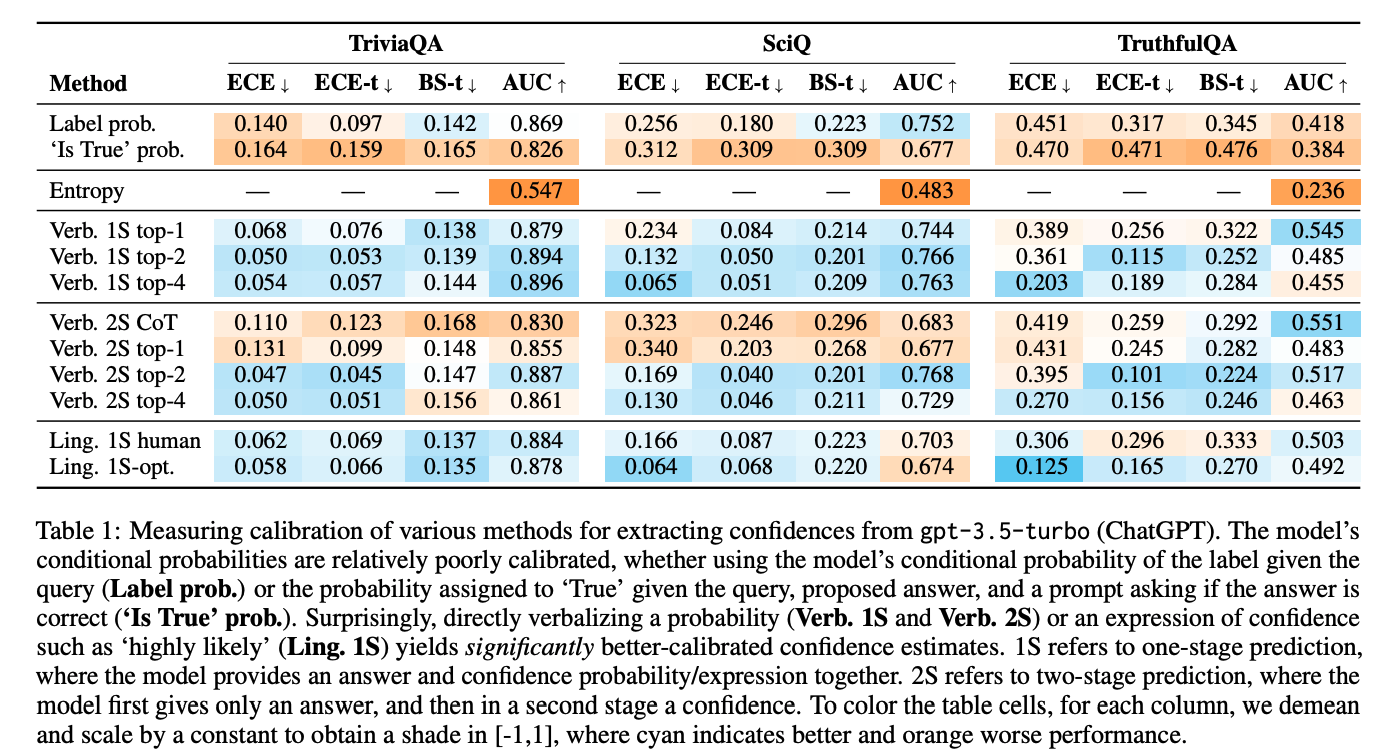 TriviaQA SciQ TruthfulQA
Method ECE ↓ ECE-t ↓ BS-t ↓ AUC ↑ ECE ↓ ECE-t ↓ BS-t ↓ AUC ↑ ECE ↓ ECE-t ↓ BS-t ↓ AUC ↑
Label prob. 0.140 0.097 0.142 0.869 0.256 0.180 0.223 0.752 0.451 0.317 0.345 0.418
‘Is True’ prob. 0.164 0.159 0.165 0.826 0.312 0.309 0.309 0.677 0.470 0.471 0.476 0.384
Entropy — — — 0.547 — — — 0.483 — — — 0.236
Verb. 1S top-1 0.068 0.076 0.138 0.879 0.234 0.084 0.214 0.744 0.389 0.256 0.322 0.545
Verb. 1S top-2 0.050 0.053 0.139 0.894 0.132 0.050 0.201 0.766 0.361 0.115 0.252 0.485
Verb. 1S top-4 0.054 0.057 0.144 0.896 0.065 0.051 0.209 0.763 0.203 0.189 0.284 0.455
Verb. 2S CoT 0.110 0.123 0.168 0.830 0.323 0.246 0.296 0.683 0.419 0.259 0.292 0.551
Verb. 2S top-1 0.131 0.099 0.148 0.855 0.340 0.203 0.268 0.677 0.431 0.245 0.282 0.483
Verb. 2S top-2 0.047 0.045 0.147 0.887 0.169 0.040 0.201 0.768 0.395 0.101 0.224 0.517
Verb. 2S top-4 0.050 0.051 0.156 0.861 0.130 0.046 0.211 0.729 0.270 0.156 0.246 0.463
Ling. 1S human 0.062 0.069 0.137 0.884 0.166 0.087 0.223 0.703 0.306 0.296 0.333 0.503
Ling. 1S-opt. 0.058 0.066 0.135 0.878 0.064 0.068 0.220 0.674 0.125 0.165 0.270 0.492
Table 1: Measuring calibration of various methods for extracting confidences from gpt-3.5-turbo (ChatGPT). The model’s
conditional probabilities are relatively poorly calibrated, whether using the model’s conditional probability of the label given the
query (Label prob.) or the probability assigned to ‘True’ given the query, proposed answer, and a prompt asking if the answer is
correct (‘Is True’ prob.). Surprisingly, directly verbalizing a probability (Verb. 1S and Verb. 2S) or an expression of confidence
such as ‘highly likely’ (Ling. 1S) yields significantly better-calibrated confidence estimates. 1S refers to one-stage prediction,
where the model provides an answer and confidence probability/expression together. 2S refers to two-stage prediction, where the
model first gives only an answer, and then in a second stage a confidence. To color the table cells, for each column, we demean
and scale by a constant to obtain a shade in [-1,1], where cyan indicates better and orange worse performance.